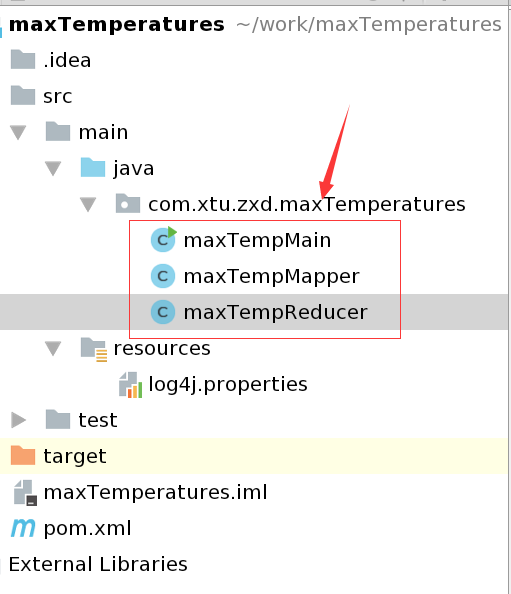 maxTemperatures ~/work/maxTemperatures
.idea
src
main
java
com.xtu.zxd.maxTemperatures
C maxTempMain
C maxTempMapper
C maxTempReducer
resources
log4j.properties
test
target
maxTemperatures.iml
m pom.xml
External Libraries